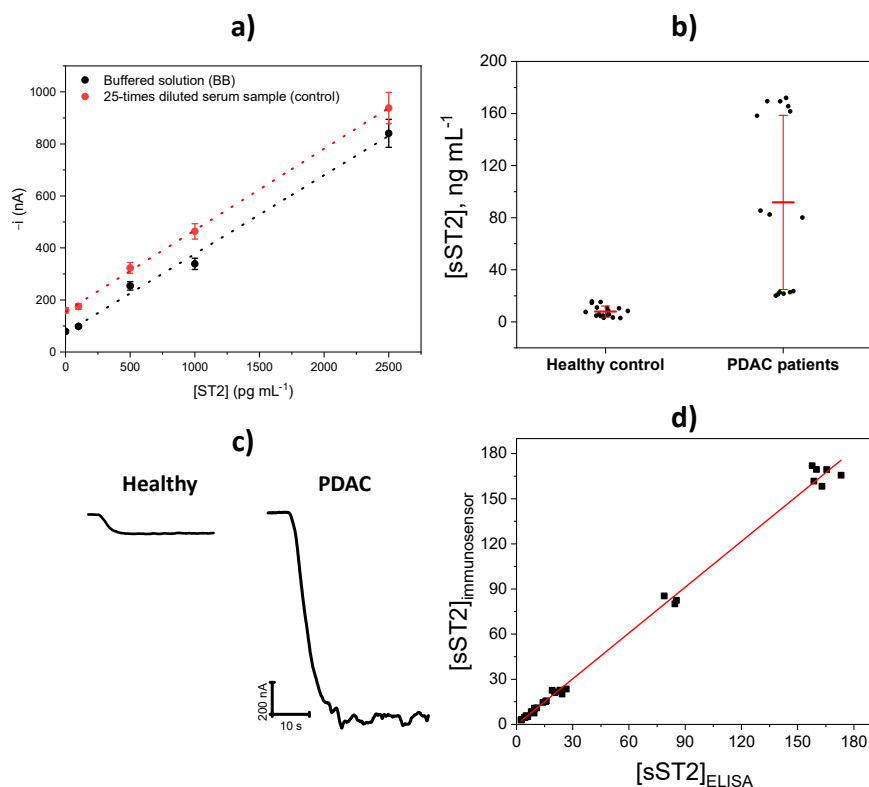 a)
Buffered solution (BB)
25-times diluted serum sample (control)
1000
800
600
400
200
0
−i (nA)
0 500 1000 1500 2000 2500
[ST2] (pg mL⁻¹)
b)
200
160
120
80
40
0
[sST2], ng mL⁻¹
Healthy control PDAC patients
c)
Healthy PDAC
200 nA
10 s
d)
180
150
120
90
60
30
0
[sST2]immunosensor
0 30 60 90 120 150 180
[sST2]ELISA